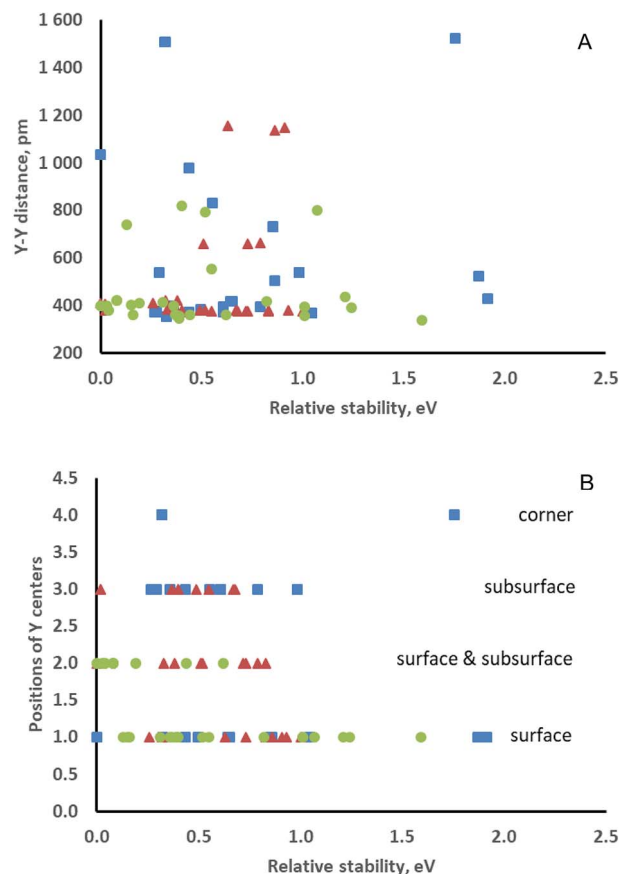 A
1 600
1 400
1 200
1 000
800
600
400
200
Y-Y distance, pm
0.0 0.5 1.0 1.5 2.0 2.5
Relative stability, eV
B
4.5
4.0 corner
3.5
3.0 subsurface
2.5
2.0 surface & subsurface
1.5
1.0 surface
0.5
0.0
Positions of Y centers
0.0 0.5 1.0 1.5 2.0 2.5
Relative stability, eV